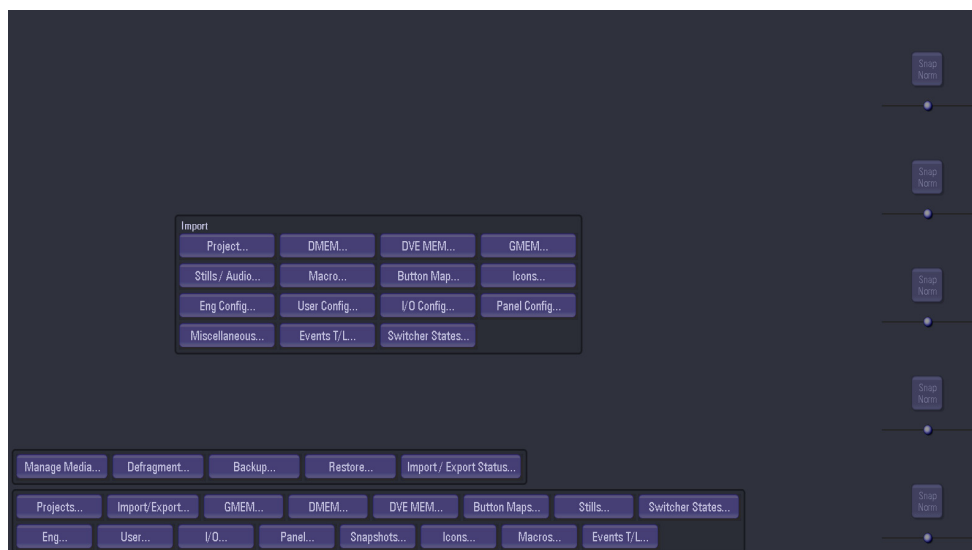 Snap
Norm
Snap
Norm
Import
Project... DMEM... DVE MEM... GMEM...
Stills / Audio... Macro... Button Map... Icons...
Eng Config... User Config... I/O Config... Panel Config...
Miscellaneous... Events T/L... Switcher States...
Snap
Norm
Snap
Norm
Manage Media... Defragment... Backup... Restore... Import / Export Status...
Projects... Import/Export... GMEM... DMEM... DVE MEM... Button Maps... Stills... Switcher States...
Eng... User... I/O... Panel... Snapshots... Icons... Macros... Events T/L...
Snap
Norm